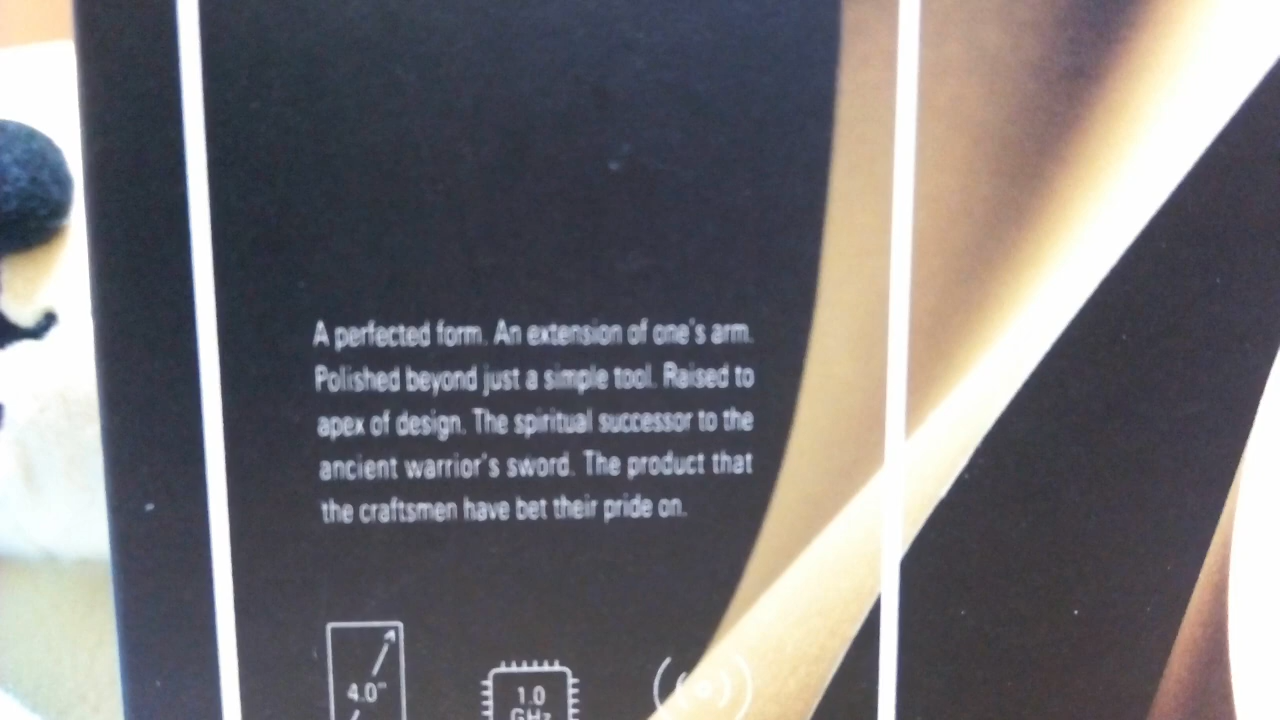 A perfected form. An extension of one's arm.
Polished beyond just a simple tool. Raised to
apex of design. The spiritual successor to the
ancient warrior's sword. The product that
the craftsmen have bet their pride on.
4.0"
1.0
GHz